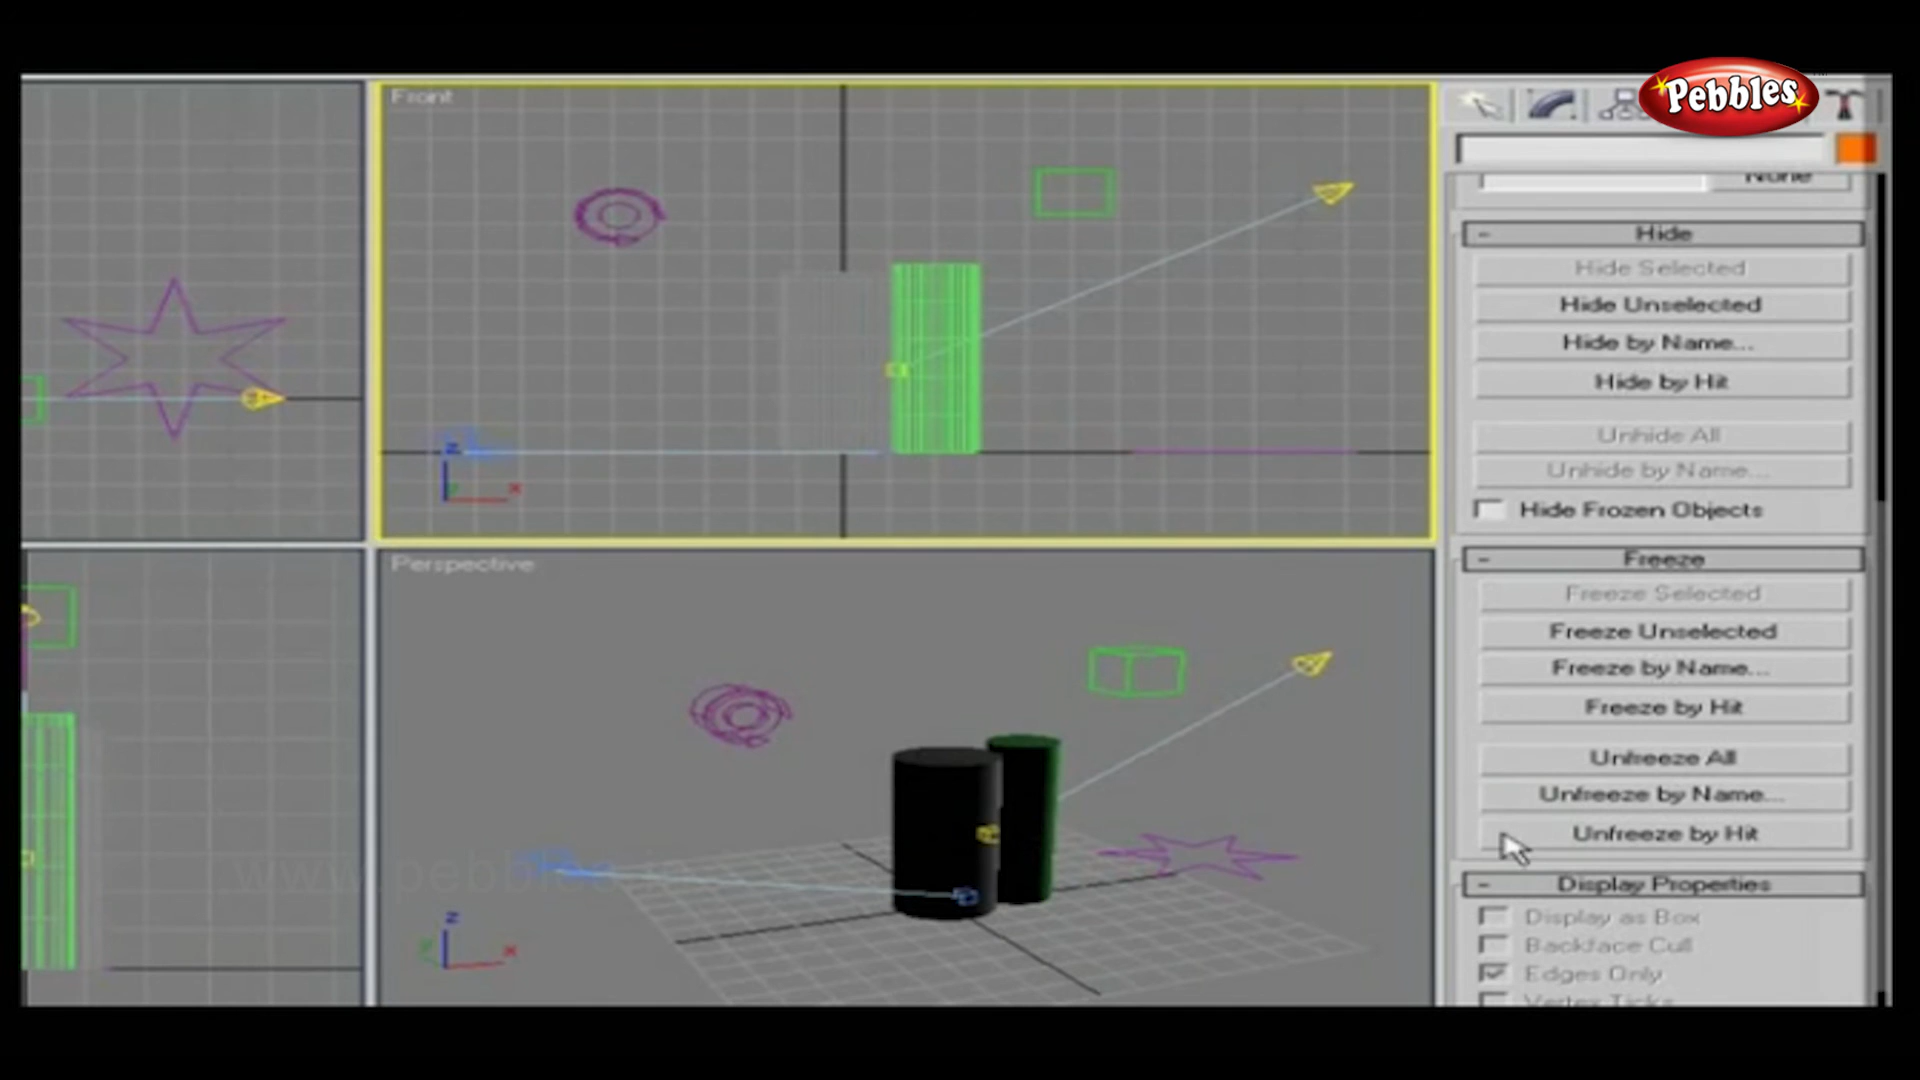 Pebbles
Front
None
Hide
Hide Selected
Hide Unselected
Hide by Name...
Hide by Hit
Unhide All
Unhide by Name...
Hide Frozen Objects
Freeze
Freeze Selected
Freeze Unselected
Freeze by Name...
Freeze by Hit
Unfreeze All
Unfreeze by Name...
Unfreeze by Hit
Display Properties
Display as Box
Backface Cull
Edges Only
Vertex Ticks
z
x
Perspective
z
y
x